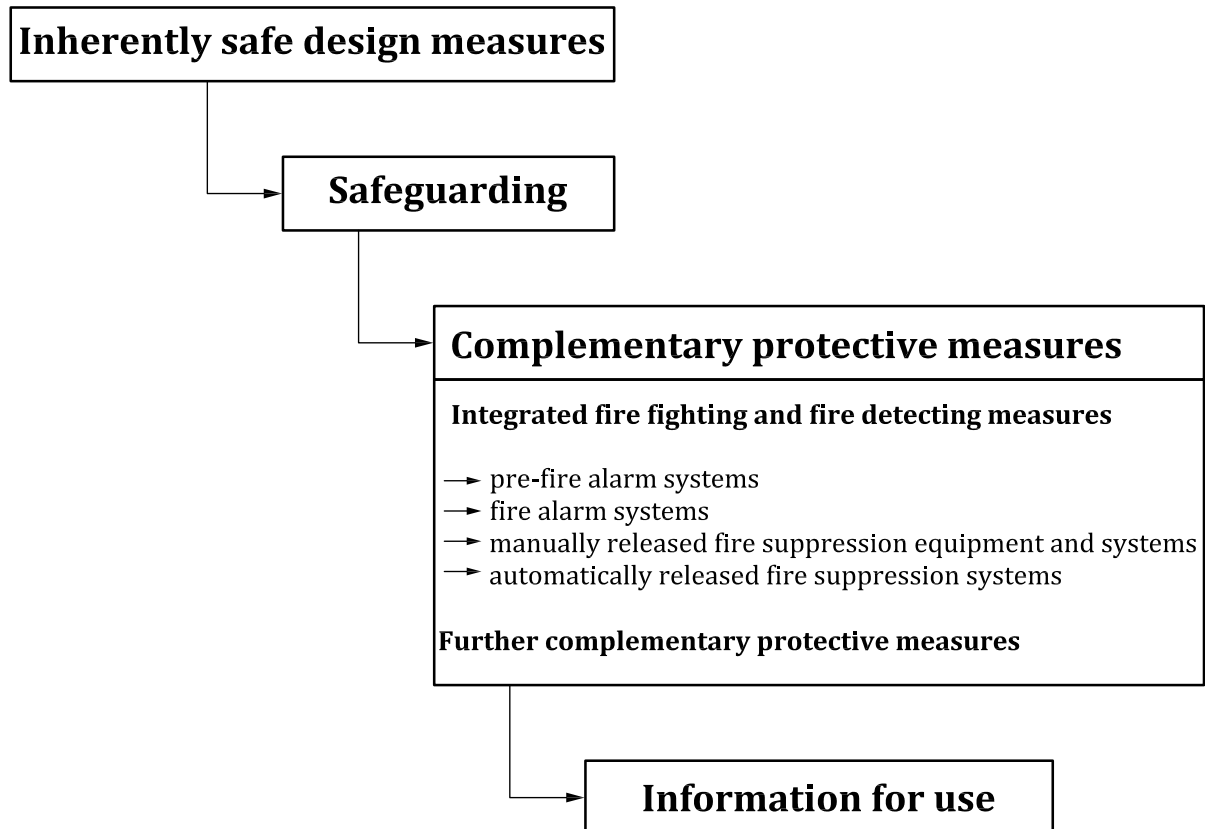 Inherently safe design measures
Safeguarding
Complementary protective measures
Integrated fire fighting and fire detecting measures
pre-fire alarm systems
fire alarm systems
manually released fire suppression equipment and systems
automatically released fire suppression systems
Further complementary protective measures
Information for use